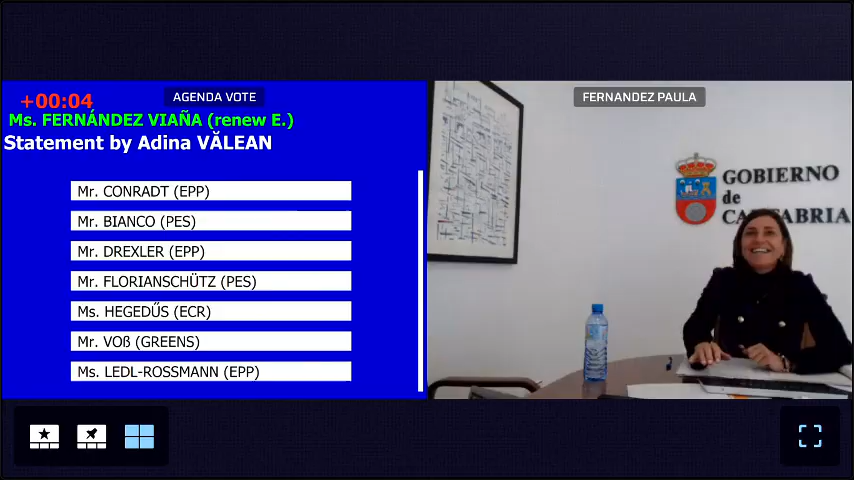 +00:04
AGENDA VOTE
Ms. FERNÁNDEZ VIAÑA (renew E.)
Statement by Adina VĂLEAN
Mr. CONRADT (EPP)
Mr. BIANCO (PES)
Mr. DREXLER (EPP)
Mr. FLORIANSCHÜTZ (PES)
Ms. HEGEDŰS (ECR)
Mr. VOß (GREENS)
Ms. LEDL-ROSSMANN (EPP)
FERNANDEZ PAULA
GOBIERNO
de
CANTABRIA